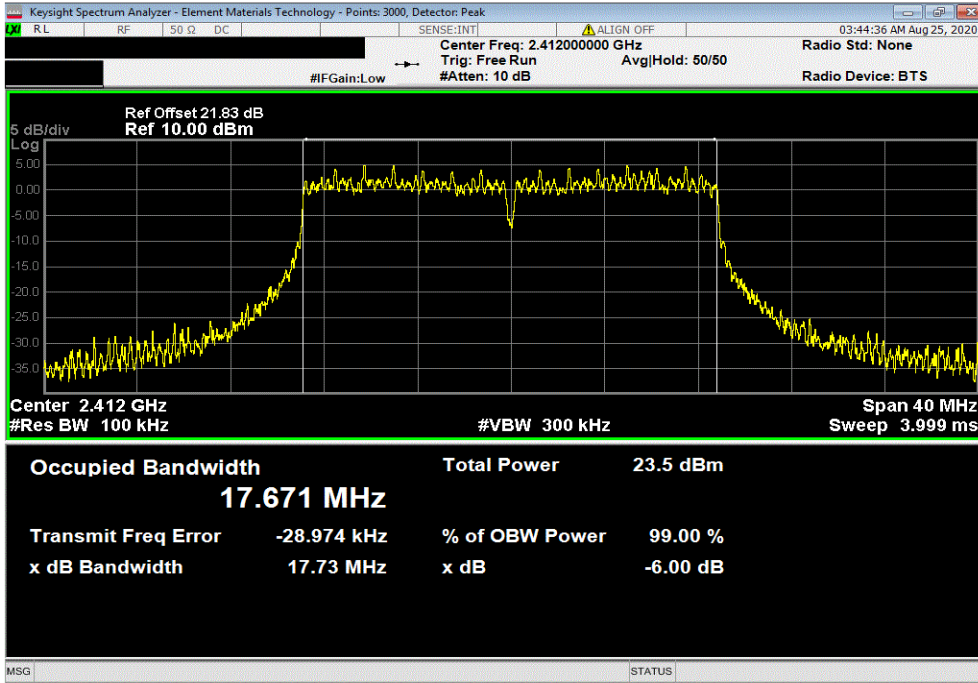 Keysight Spectrum Analyzer - Element Materials Technology - Points: 3000, Detector: Peak
LXI RL RF 50 Ω DC SENSE:INT ALIGN OFF 03:44:36 AM Aug 25, 2020
Center Freq: 2.412000000 GHz Radio Std: None
Trig: Free Run Avg|Hold: 50/50
#IFGain:Low #Atten: 10 dB Radio Device: BTS
Ref Offset 21.83 dB
5 dB/div Ref 10.00 dBm
Log
5.00
0.00
-5.00
-10.0
-15.0
-20.0
-25.0
-30.0
-35.0
Center 2.412 GHz Span 40 MHz
#Res BW 100 kHz #VBW 300 kHz Sweep 3.999 ms
Occupied Bandwidth Total Power 23.5 dBm
17.671 MHz
Transmit Freq Error -28.974 kHz % of OBW Power 99.00 %
x dB Bandwidth 17.73 MHz x dB -6.00 dB
MSG STATUS